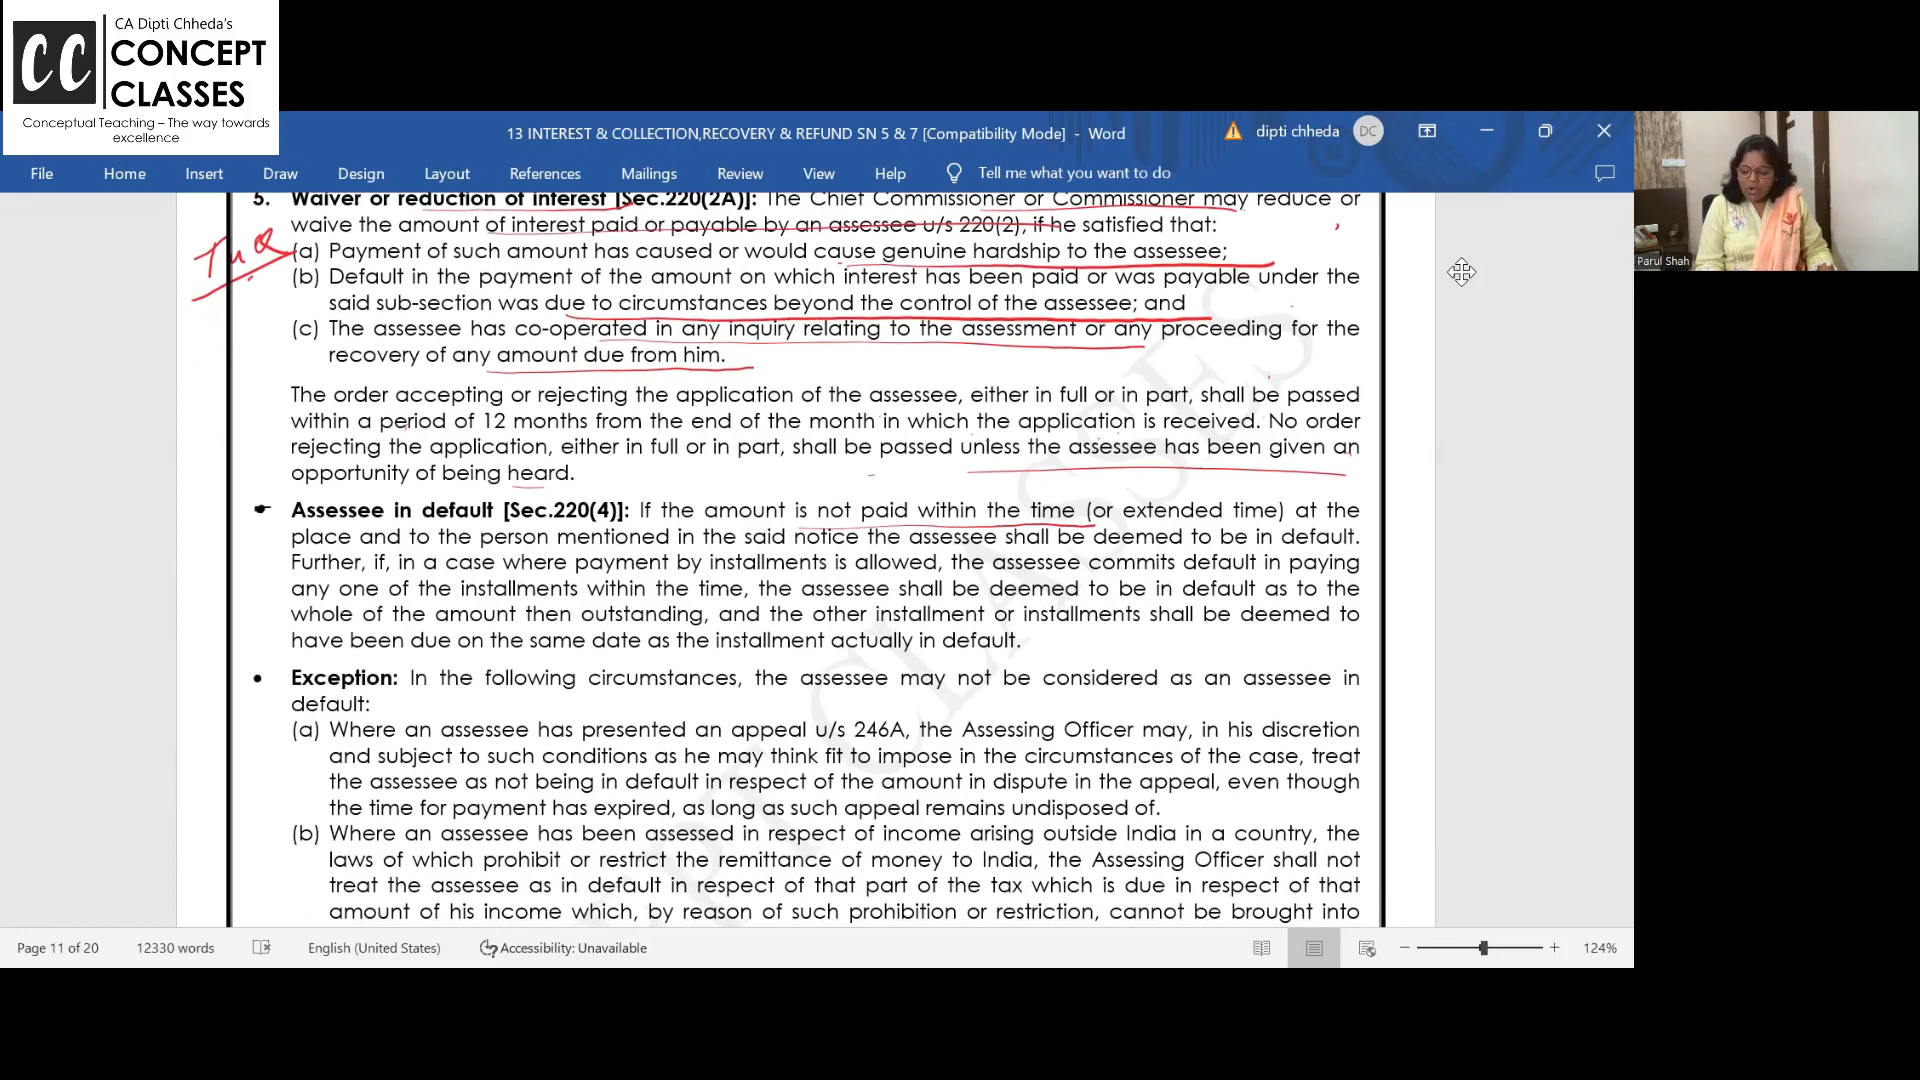 CA Dipti Chheda's
CC
CONCEPT
CLASSES
Conceptual Teaching – The way towards
excellence
13 INTEREST & COLLECTION,RECOVERY & REFUND SN 5 & 7 [Compatibility Mode] - Word
dipti chheda
DC
File Home Insert Draw Design Layout References Mailings Review View Help Tell me what you want to do
5. Waiver or reduction of interest [Sec.220(2A)]: The Chief Commissioner or Commissioner may reduce or
waive the amount of interest paid or payable by an assessee u/s 220(2), if he satisfied that:
(a) Payment of such amount has caused or would cause genuine hardship to the assessee;
(b) Default in the payment of the amount on which interest has been paid or was payable under the
said sub-section was due to circumstances beyond the control of the assessee; and
(c) The assessee has co-operated in any inquiry relating to the assessment or any proceeding for the
recovery of any amount due from him.
The order accepting or rejecting the application of the assessee, either in full or in part, shall be passed
within a period of 12 months from the end of the month in which the application is received. No order
rejecting the application, either in full or in part, shall be passed unless the assessee has been given an
opportunity of being heard.
Assessee in default [Sec.220(4)]: If the amount is not paid within the time (or extended time) at the
place and to the person mentioned in the said notice the assessee shall be deemed to be in default.
Further, if, in a case where payment by installments is allowed, the assessee commits default in paying
any one of the installments within the time, the assessee shall be deemed to be in default as to the
whole of the amount then outstanding, and the other installment or installments shall be deemed to
have been due on the same date as the installment actually in default.
• Exception: In the following circumstances, the assessee may not be considered as an assessee in
default:
(a) Where an assessee has presented an appeal u/s 246A, the Assessing Officer may, in his discretion
and subject to such conditions as he may think fit to impose in the circumstances of the case, treat
the assessee as not being in default in respect of the amount in dispute in the appeal, even though
the time for payment has expired, as long as such appeal remains undisposed of.
(b) Where an assessee has been assessed in respect of income arising outside India in a country, the
laws of which prohibit or restrict the remittance of money to India, the Assessing Officer shall not
treat the assessee as in default in respect of that part of the tax which is due in respect of that
amount of his income which, by reason of such prohibition or restriction, cannot be brought into
Parul Shah
Page 11 of 20 12330 words English (United States) Accessibility: Unavailable 124%